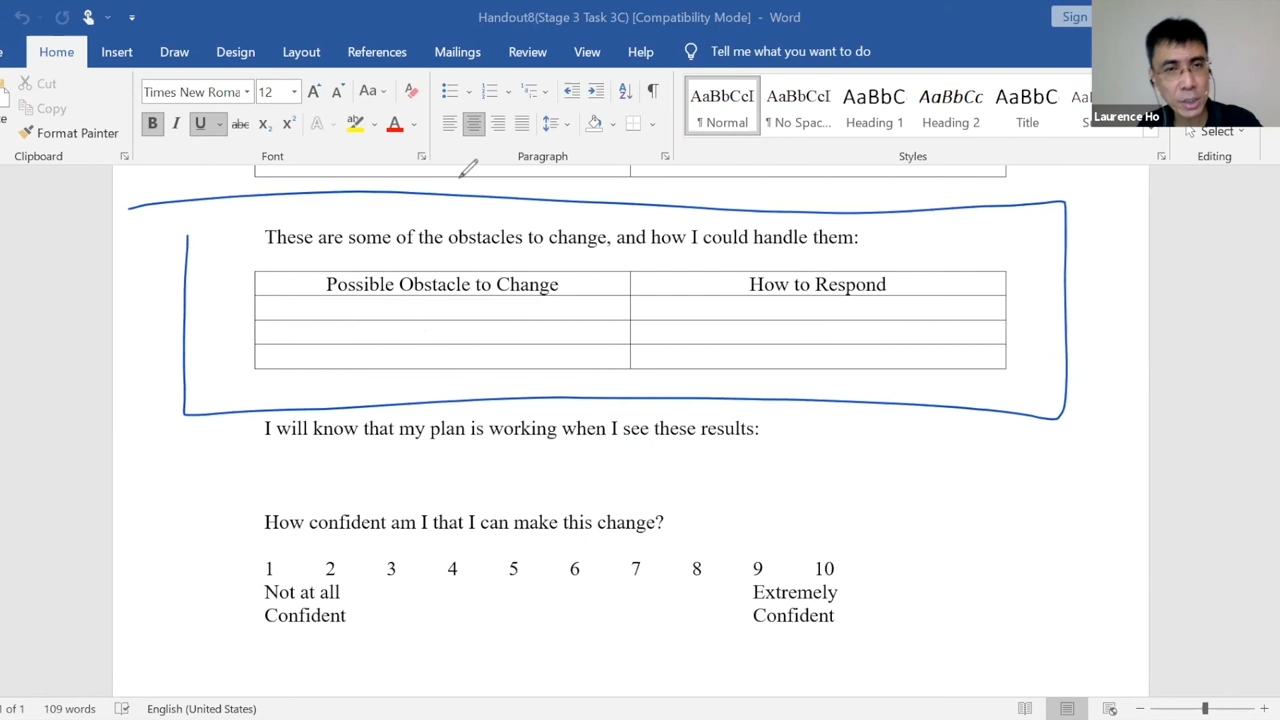 Handout8(Stage 3 Task 3C) [Compatibility Mode] - Word
Sign
Home Insert Draw Design Layout References Mailings Review View Help Tell me what you want to do
Cut
Copy
Format Painter
Clipboard
Times New Roma 12
Aa
B I U abc X₂ X²
A A
Font
Paragraph
AaBbCcI AaBbCcI AaBbC AaBbCc AaBbC
¶ Normal ¶ No Spac... Heading 1 Heading 2 Title
Styles
Select
Editing
Laurence Ho
These are some of the obstacles to change, and how I could handle them:
Possible Obstacle to Change How to Respond
I will know that my plan is working when I see these results:
How confident am I that I can make this change?
1 2 3 4 5 6 7 8 9 10
Not at all Extremely
Confident Confident
109 words English (United States)